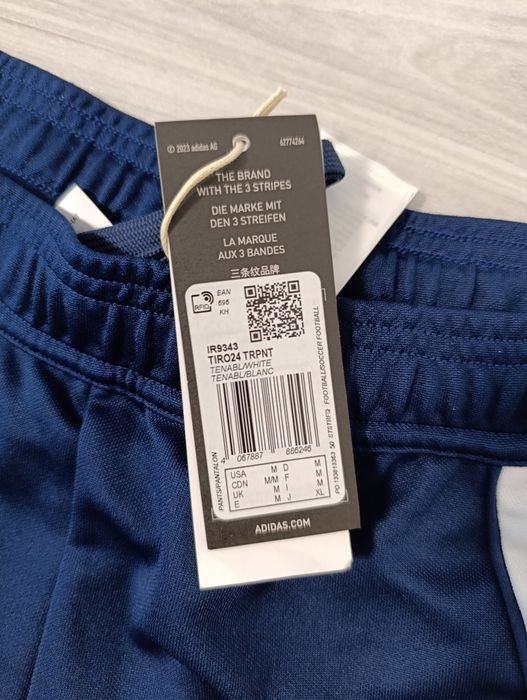 © 2023 adidas AG
62774264
THE BRAND
WITH THE 3 STRIPES
DIE MARKE MIT
DEN 3 STREIFEN
LA MARQUE
AUX 3 BANDES
三条纹品牌
RFID
EAN
696
KH
IR9343
TIRO24 TRPNT
TENABL/WHITE
TENABL/BLANC
4 067887 886246
PANTS/PANTALON
USA M D M
CDN M/M F M
UK M I M
E M J XL
FOOTBALL/SOCCER FOOTBALL
ADIDAS.COM